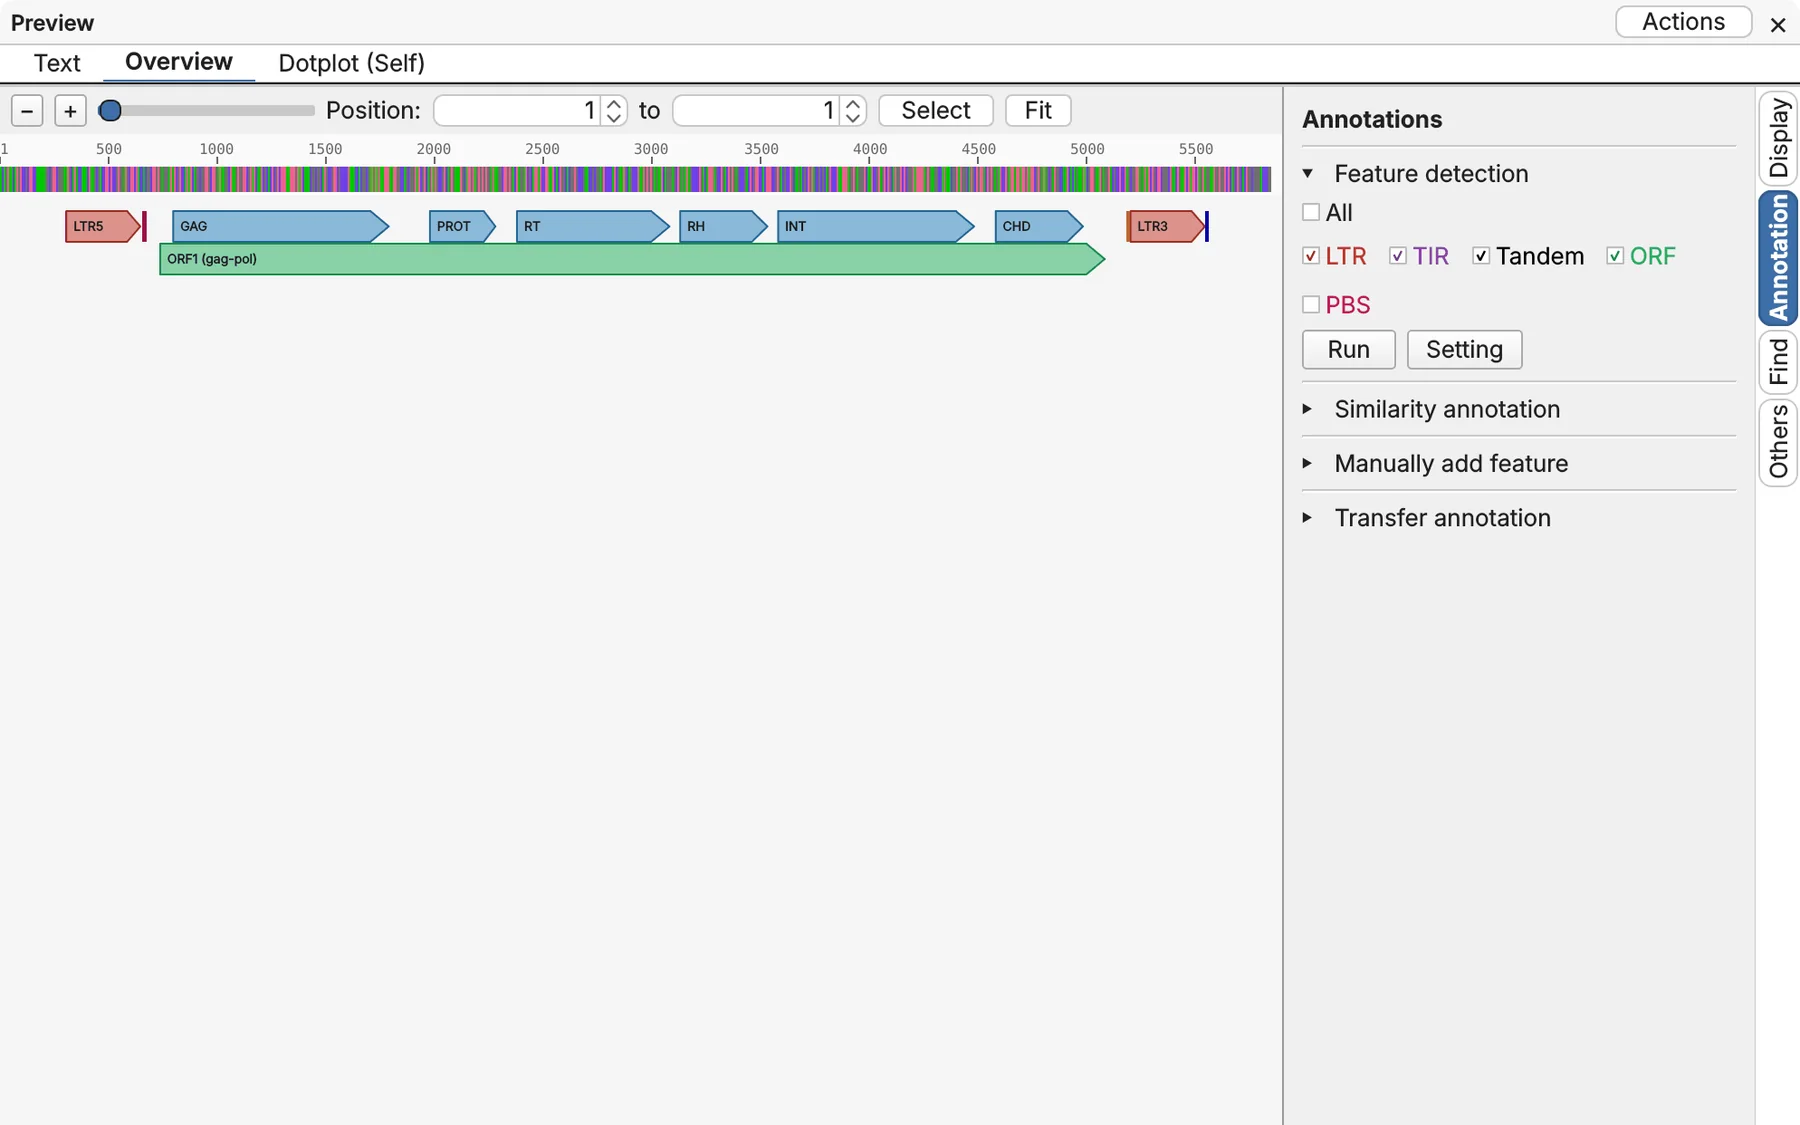 Preview
Actions ×
Text Overview Dotplot (Self)
− + Position: 1 to 1 Select Fit
1 500 1000 1500 2000 2500 3000 3500 4000 4500 5000 5500
LTR5 GAG PROT RT RH INT CHD LTR3
ORF1 (gag-pol)
Annotations
Feature detection
All
LTR TIR Tandem ORF
PBS
Run Setting
Similarity annotation
Manually add feature
Transfer annotation
Display
Annotation
Find
Others